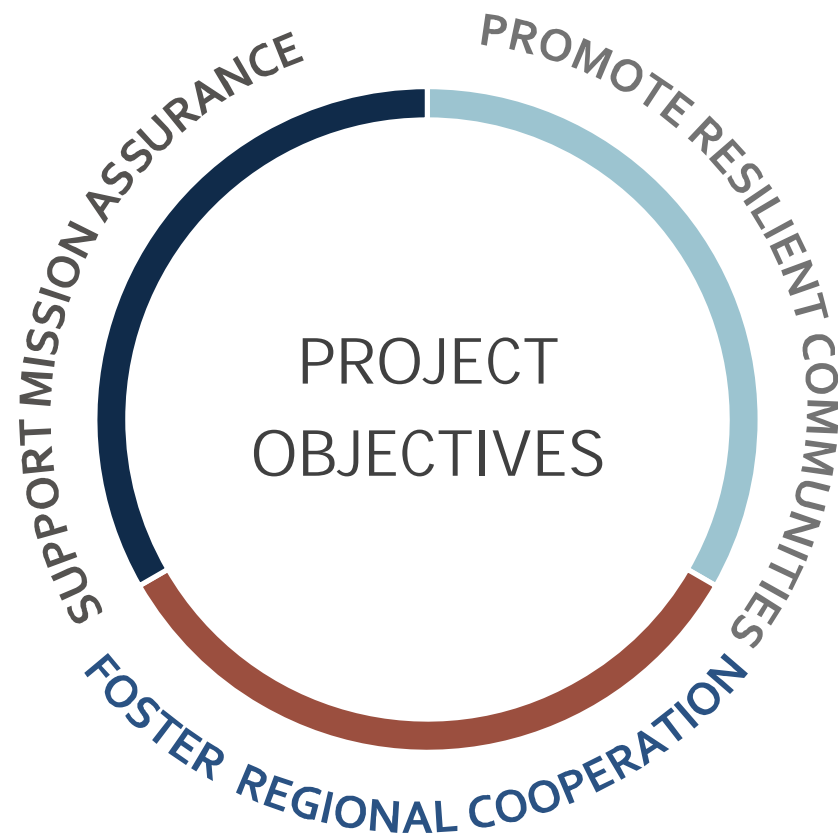 SUPPORT MISSION ASSURANCE
PROMOTE RESILIENT COMMUNITIES
PROJECT
OBJECTIVES
FOSTER REGIONAL COOPERATION